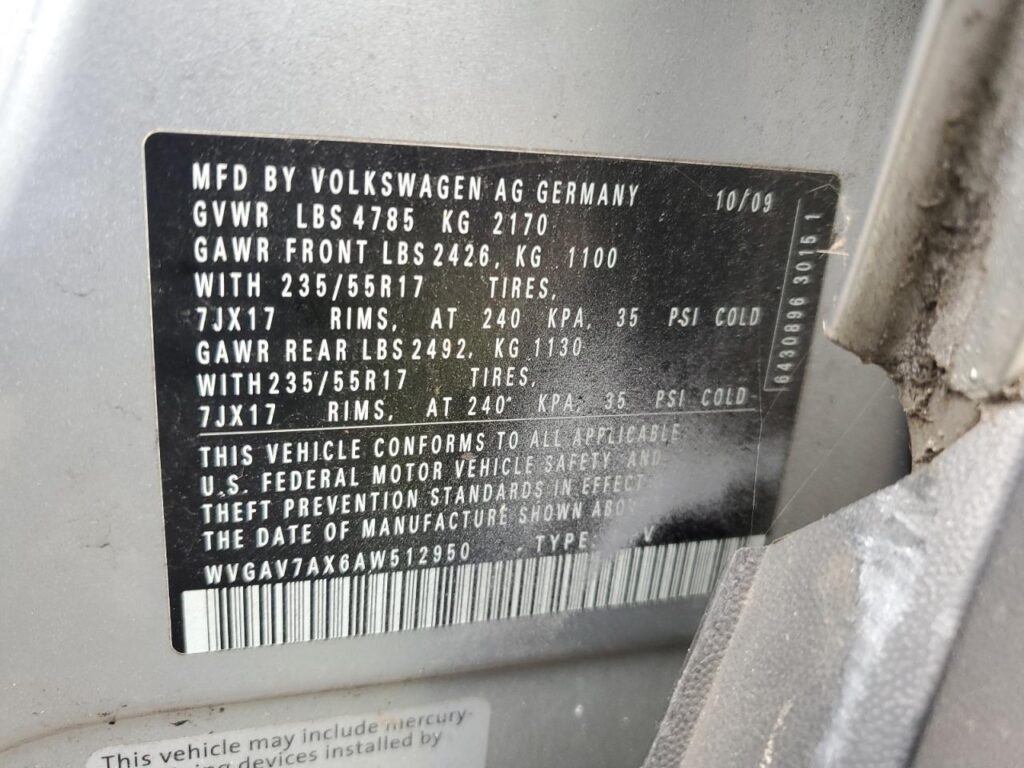 MFD BY VOLKSWAGEN AG GERMANY 10/09
GVWR LBS 4785 KG 2170
GAWR FRONT LBS 2426, KG 1100
WITH 235/55R17 TIRES,
7JX17 RIMS, AT 240 KPA, 35 PSI COLD
GAWR REAR LBS 2492, KG 1130
WITH 235/55R17 TIRES,
7JX17 RIMS, AT 240 KPA, 35 PSI COLD
THIS VEHICLE CONFORMS TO ALL APPLICABLE
U.S. FEDERAL MOTOR VEHICLE SAFETY AND
THEFT PREVENTION STANDARDS IN EFFECT
THE DATE OF MANUFACTURE SHOWN ABOV
WVGAV7AX6AW512950 , TYPE: V
6430896 3015 1
This vehicle may include mercury-
ing devices installed by